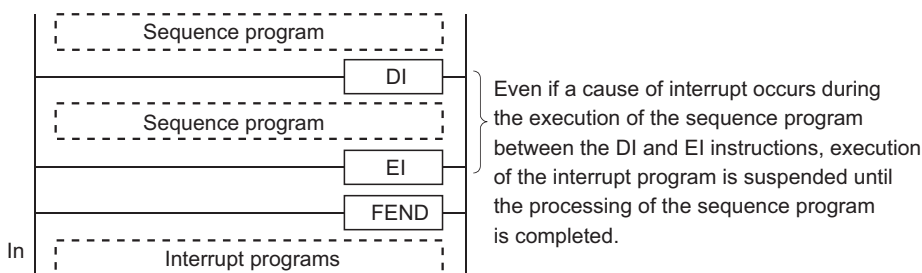 Sequence program
DI
Sequence program
EI
FEND
In
Interrupt programs
Even if a cause of interrupt occurs during
the execution of the sequence program
between the DI and EI instructions, execution
of the interrupt program is suspended until
the processing of the sequence program
is completed.